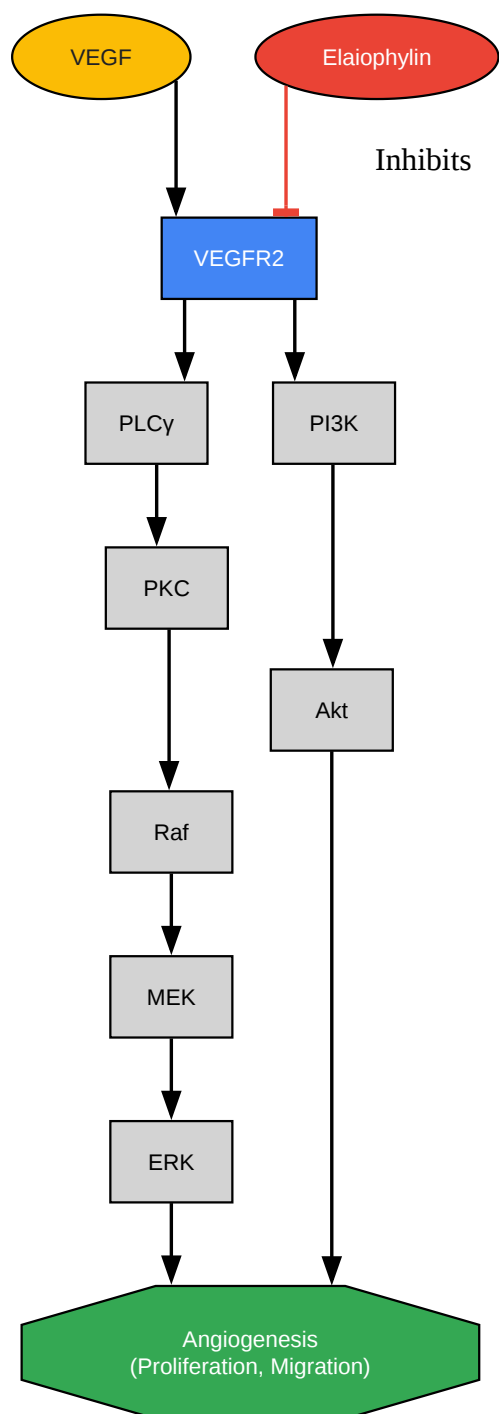 VEGF
Elaiophylin
Inhibits
VEGFR2
PLCγ
PI3K
PKC
Akt
Raf
MEK
ERK
Angiogenesis
(Proliferation, Migration)